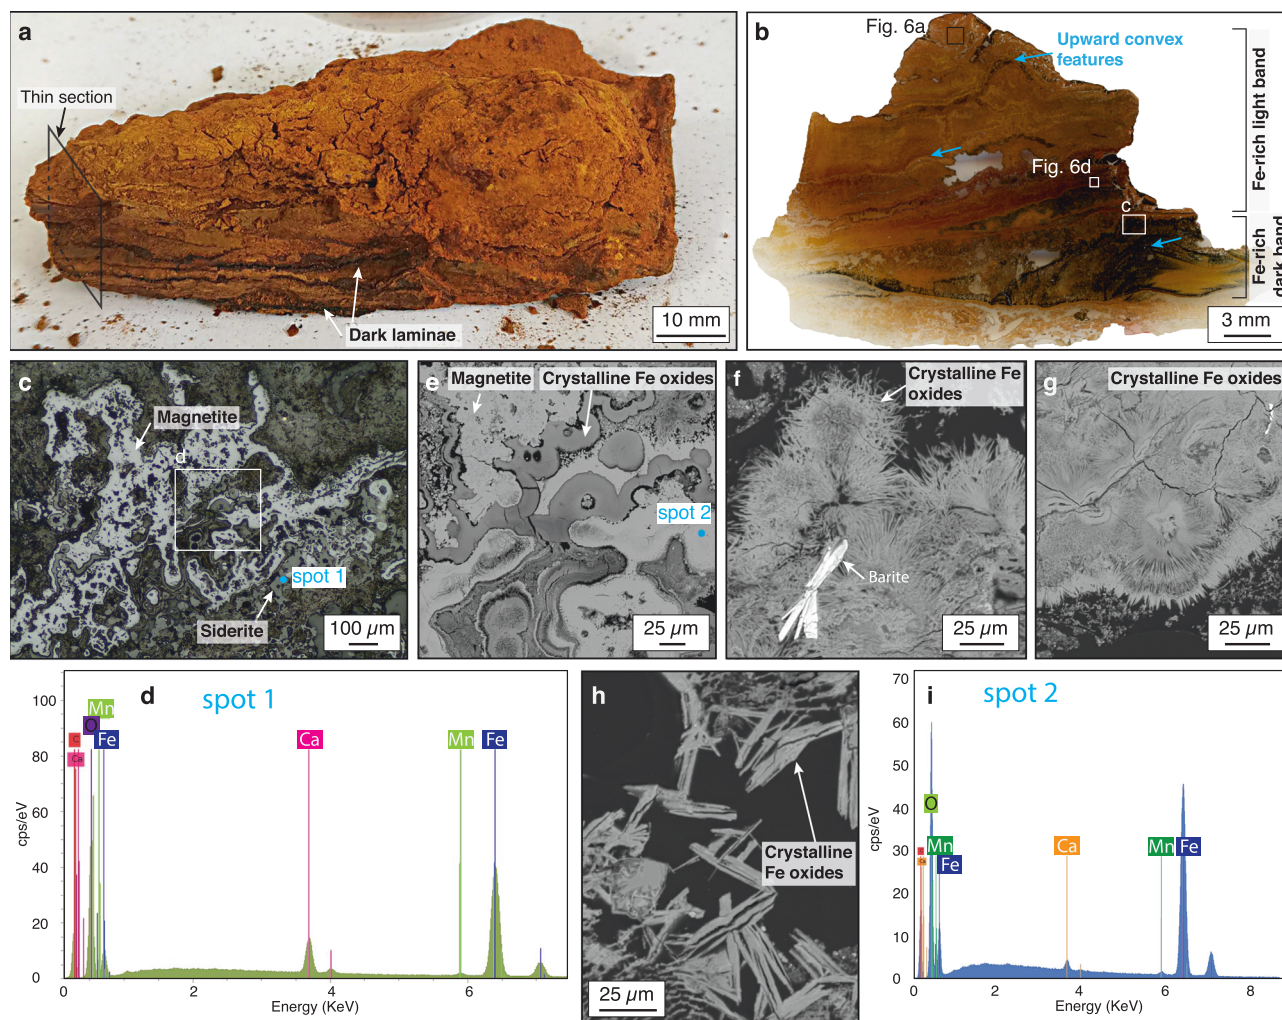 a
Thin section
Dark laminae
10 mm
b
Fig. 6a
Upward convex
features
Fig. 6d
c
Fe-rich light band
Fe-rich
dark band
3 mm
c
Magnetite
d
spot 1
Siderite
100 µm
e
Magnetite
Crystalline Fe oxides
spot 2
25 µm
f
Crystalline Fe
oxides
Barite
25 µm
g
Crystalline Fe oxides
25 µm
d
spot 1
100
80
60
40
20
0
cps/eV
Mn
O
C
Fe
Ca
Ca
Mn
Fe
0
2
4
6
Energy (KeV)
h
Crystalline
Fe oxides
25 µm
i
spot 2
70
60
50
40
30
20
10
0
cps/eV
O
C
Ca
Mn
Fe
Ca
Mn
Fe
0
2
4
6
8
Energy (KeV)